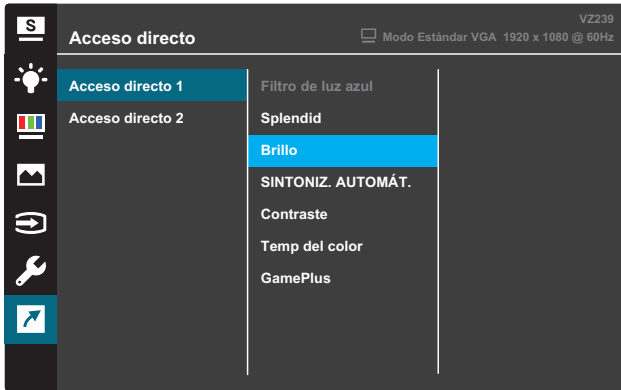 S
VZ239
Acceso directo
Modo Estándar VGA 1920 x 1080 @ 60Hz
Acceso directo 1
Acceso directo 2
Filtro de luz azul
Splendid
Brillo
SINTONIZ. AUTOMÁT.
Contraste
Temp del color
GamePlus